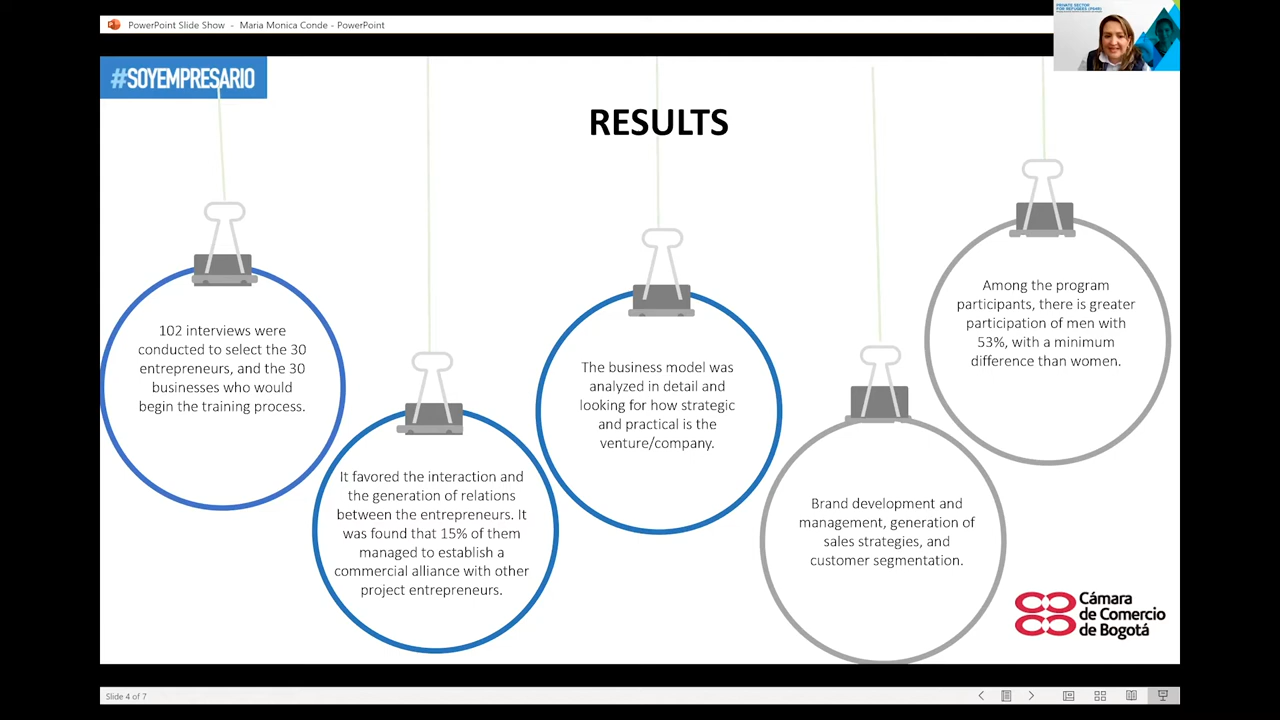 PowerPoint Slide Show - Maria Monica Conde - PowerPoint
PRIVATE SECTOR
FOR REFUGEES (PS4R)
#SOYEMPRESARIO
RESULTS
102 interviews were
conducted to select the 30
entrepreneurs, and the 30
businesses who would
begin the training process.
It favored the interaction and
the generation of relations
between the entrepreneurs. It
was found that 15% of them
managed to establish a
commercial alliance with other
project entrepreneurs.
The business model was
analyzed in detail and
looking for how strategic
and practical is the
venture/company.
Brand development and
management, generation of
sales strategies, and
customer segmentation.
Among the program
participants, there is greater
participation of men with
53%, with a minimum
difference than women.
Cámara
de Comercio
de Bogotá
Slide 4 of 7